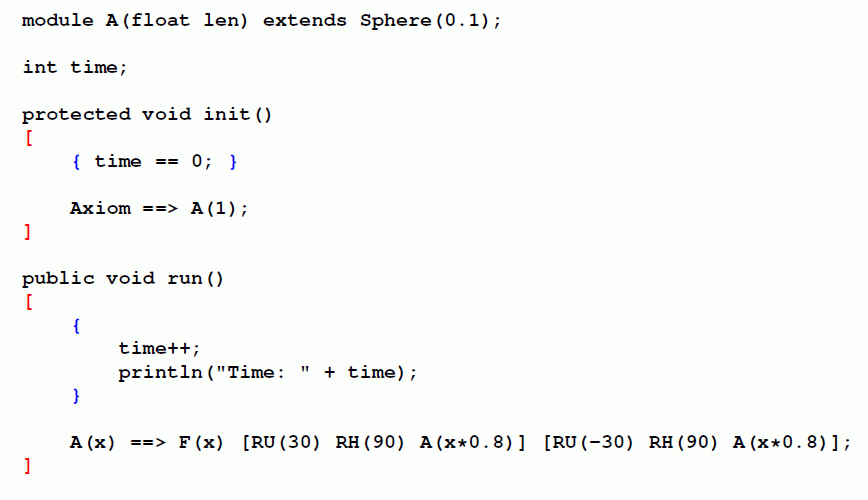 module A(float len) extends Sphere(0.1);
int time;
protected void init()
[
{ time == 0; }
Axiom ==> A(1);
]
public void run()
[
{
time++;
println("Time: " + time);
}
A(x) ==> F(x) [RU(30) RH(90) A(x*0.8)] [RU(-30) RH(90) A(x*0.8)];
]